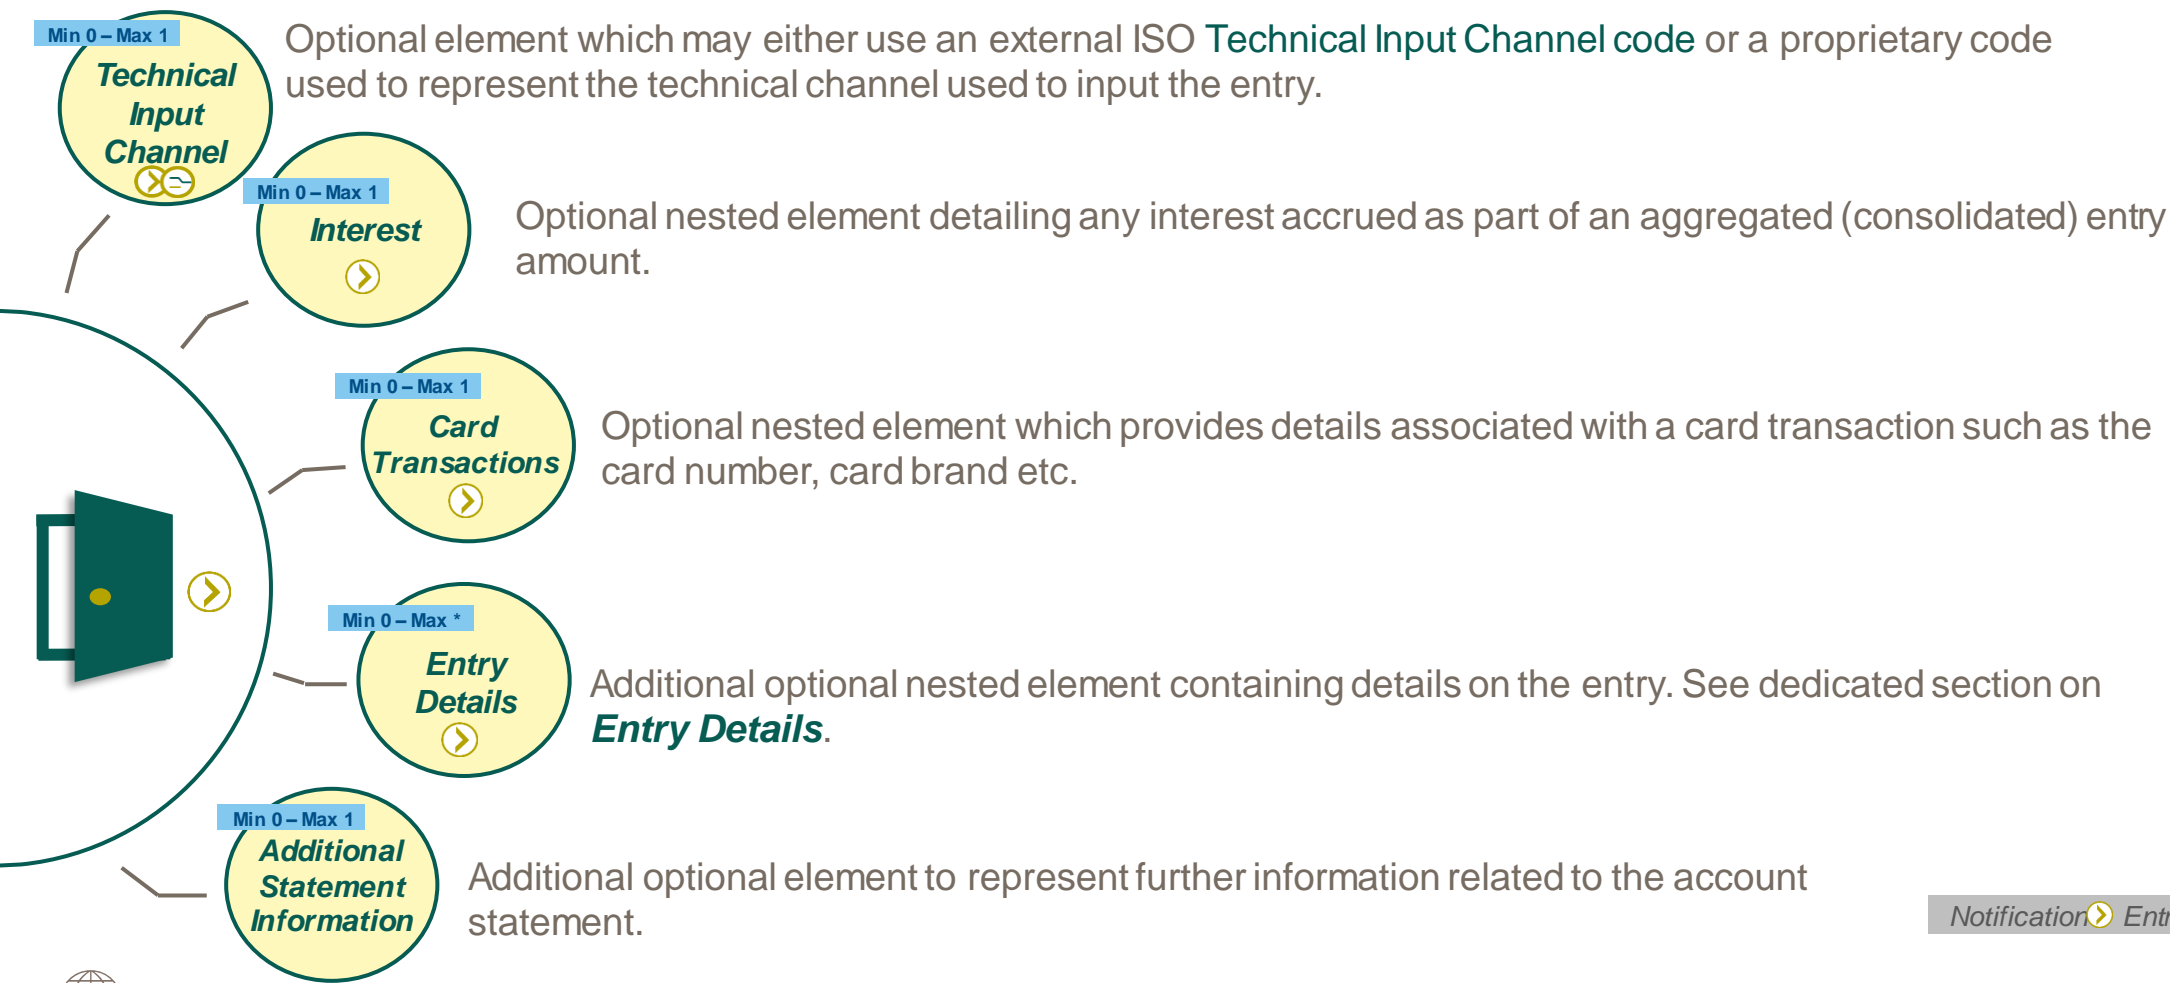 Min 0 – Max 1
Technical
Input
Channel
Optional element which may either use an external ISO Technical Input Channel code or a proprietary code
used to represent the technical channel used to input the entry.
Min 0 – Max 1
Interest
Optional nested element detailing any interest accrued as part of an aggregated (consolidated) entry
amount.
Min 0 – Max 1
Card
Transactions
Optional nested element which provides details associated with a card transaction such as the
card number, card brand etc.
Min 0 – Max *
Entry
Details
Additional optional nested element containing details on the entry. See dedicated section on
Entry Details.
Min 0 – Max 1
Additional
Statement
Information
Additional optional element to represent further information related to the account
statement.
Notification